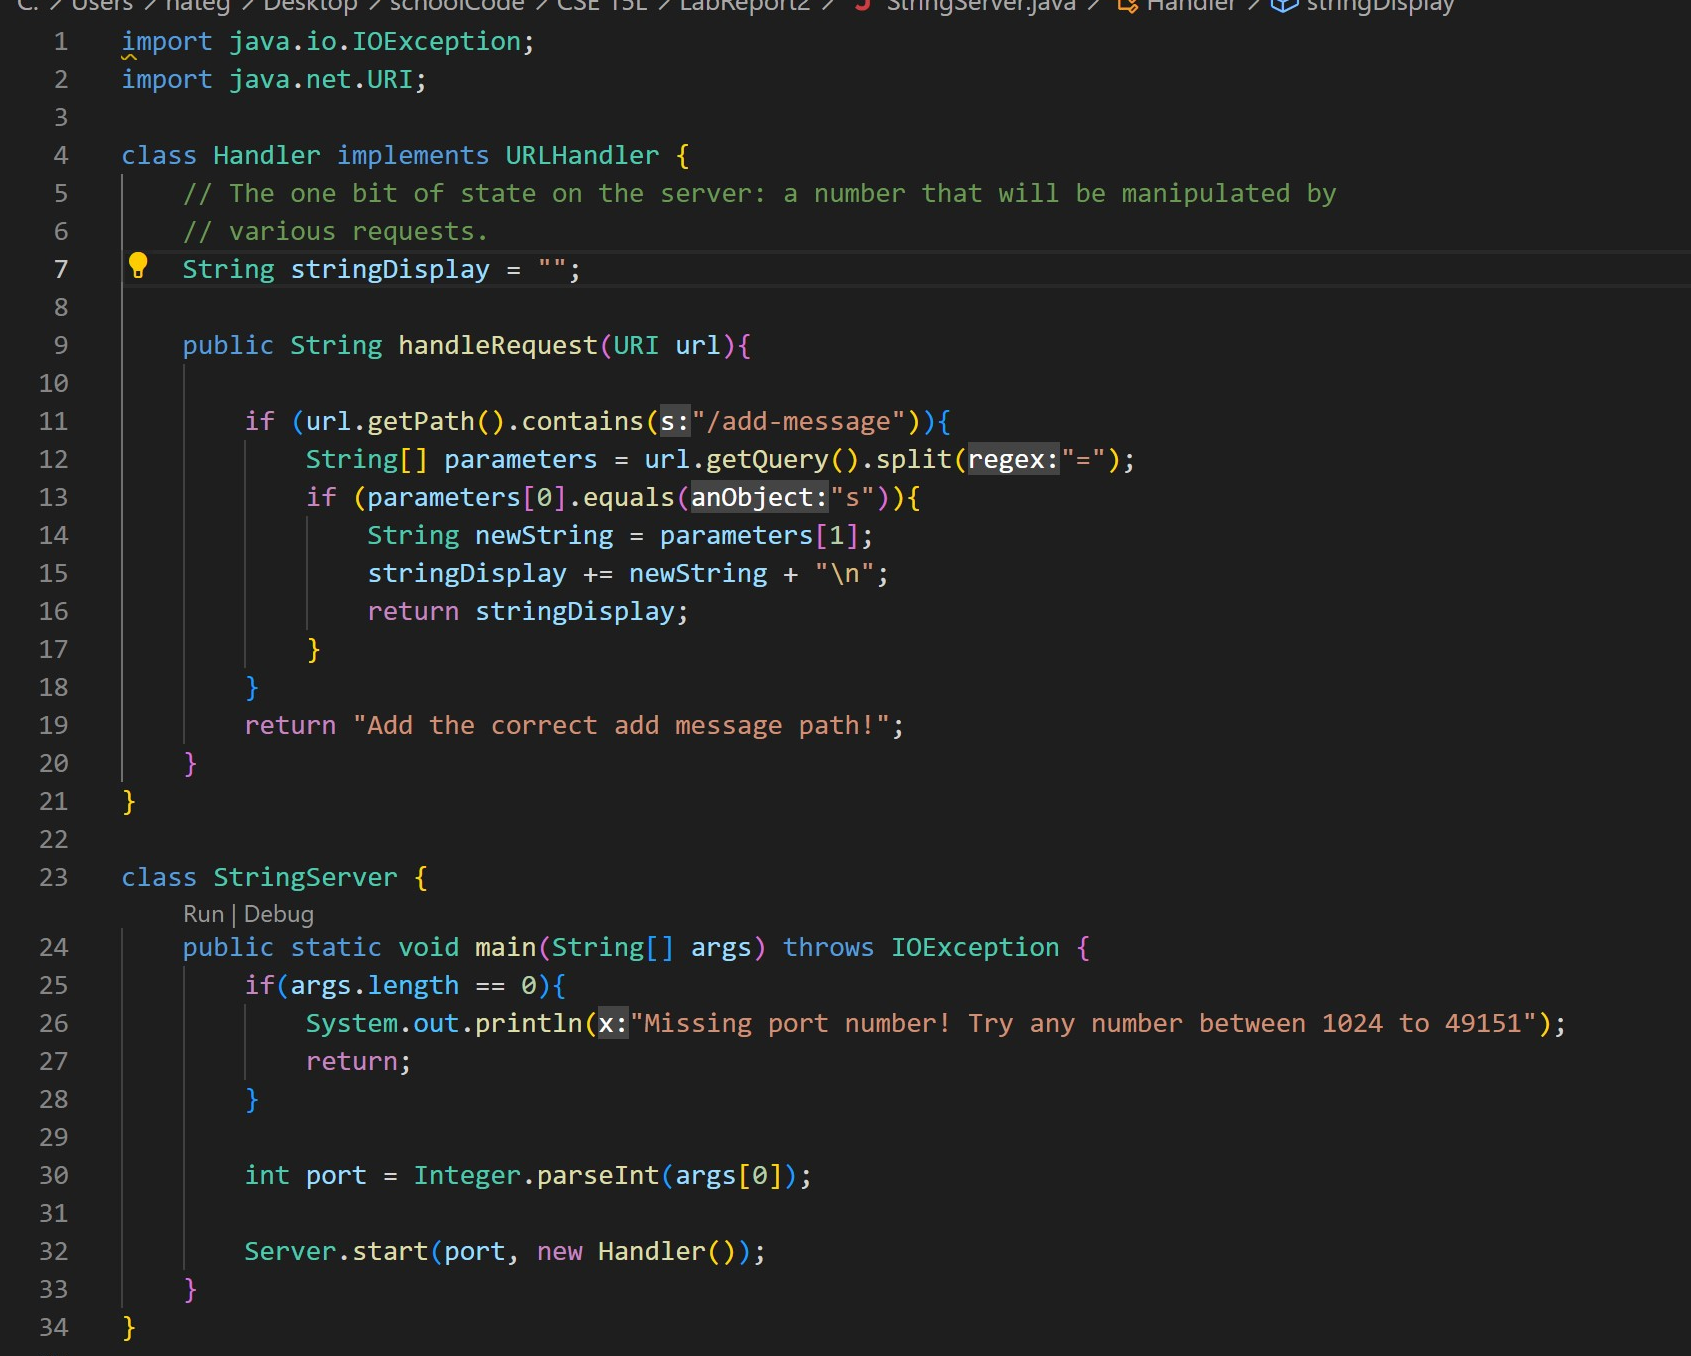 C: > Users > nateg > Desktop > schoolCode > CSE 15L > LabReport2 > J StringServer.java > Handler > stringDisplay
1 import java.io.IOException;
2 import java.net.URI;
3
4 class Handler implements URLHandler {
5 // The one bit of state on the server: a number that will be manipulated by
6 // various requests.
7 String stringDisplay = "";
8
9 public String handleRequest(URI url){
10
11 if (url.getPath().contains(s:"/add-message")){
12 String[] parameters = url.getQuery().split(regex:"=");
13 if (parameters[0].equals(anObject:"s")){
14 String newString = parameters[1];
15 stringDisplay += newString + "\n";
16 return stringDisplay;
17 }
18 }
19 return "Add the correct add message path!";
20 }
21 }
22
23 class StringServer {
Run | Debug
24 public static void main(String[] args) throws IOException {
25 if(args.length == 0){
26 System.out.println(x:"Missing port number! Try any number between 1024 to 49151");
27 return;
28 }
29
30 int port = Integer.parseInt(args[0]);
31
32 Server.start(port, new Handler());
33 }
34 }